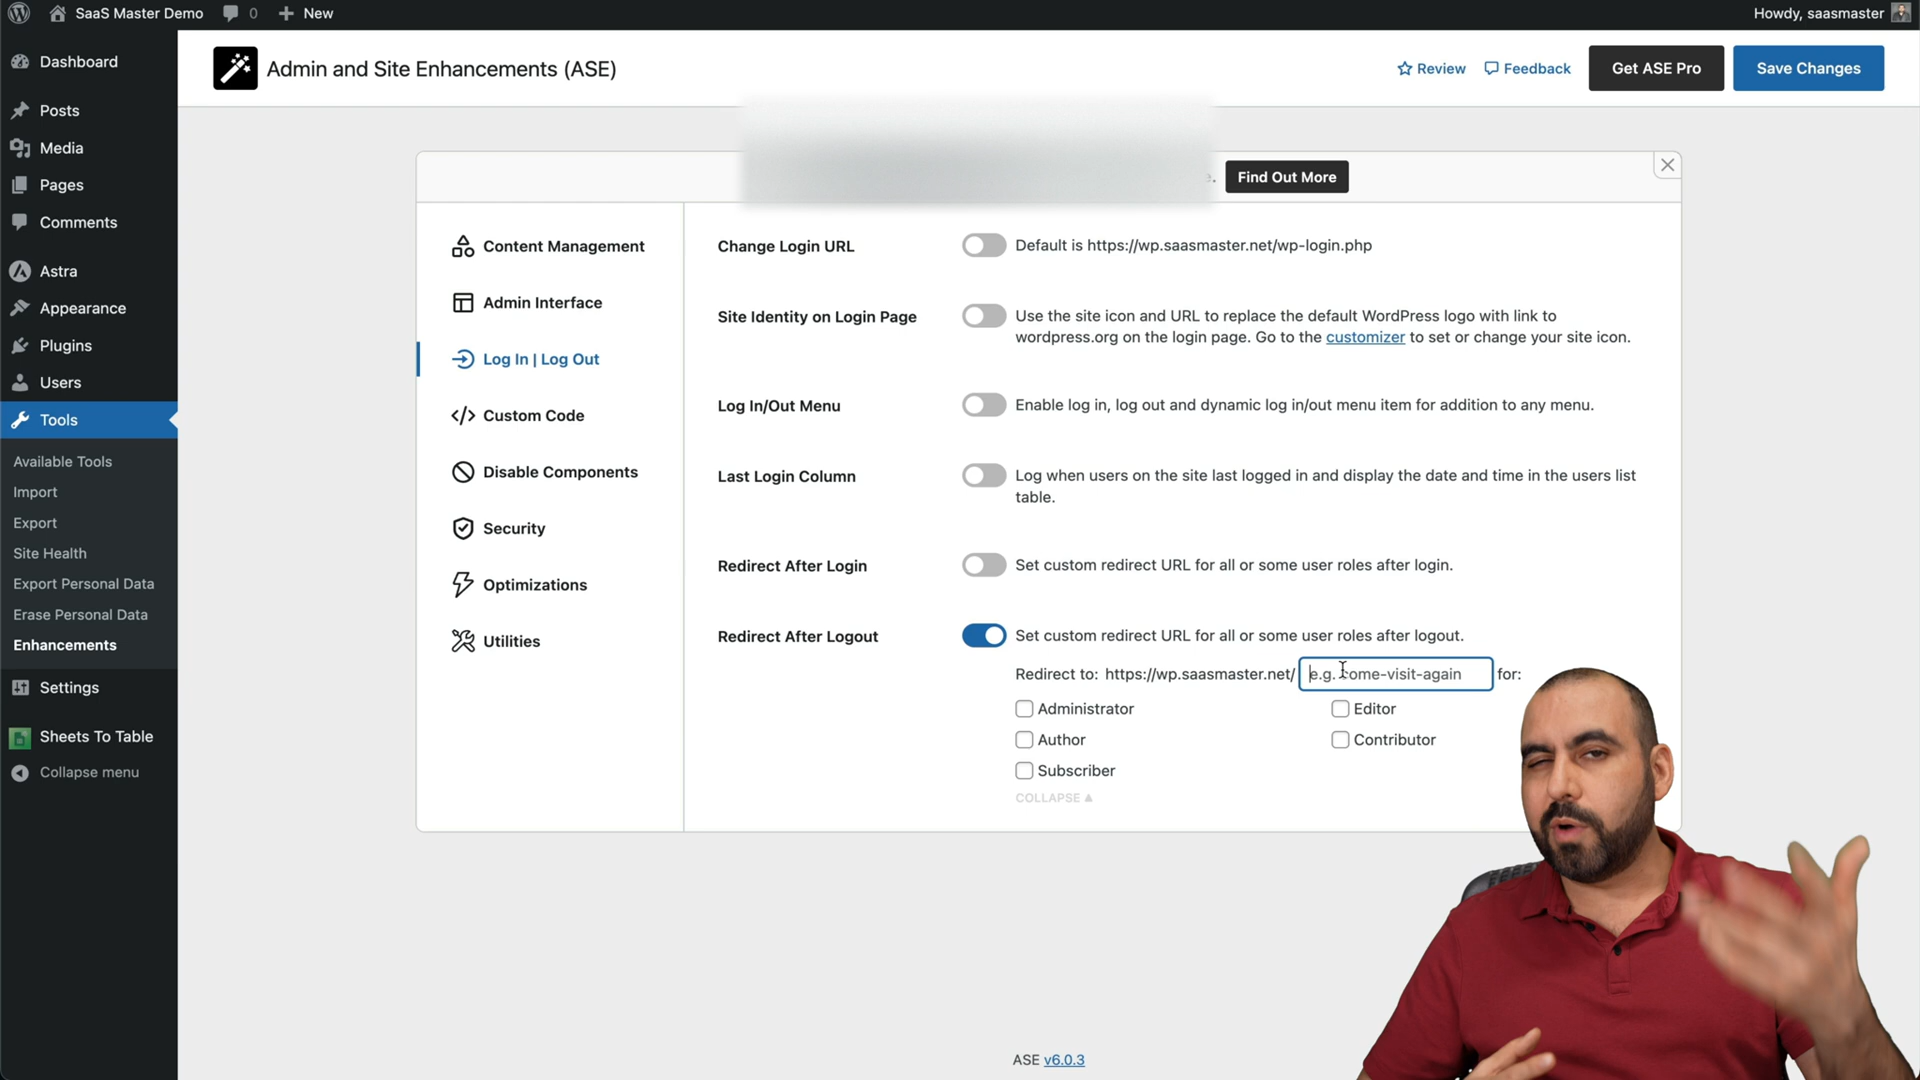 SaaS Master Demo 0 New Howdy, saasmaster
Admin and Site Enhancements (ASE) Review Feedback Get ASE Pro Save Changes
Dashboard
Posts
Media
Pages
Comments
Astra
Appearance
Plugins
Users
Tools
Available Tools
Import
Export
Site Health
Export Personal Data
Erase Personal Data
Enhancements
Settings
Sheets To Table
Collapse menu
Find Out More
Content Management
Admin Interface
Log In | Log Out
Custom Code
Disable Components
Security
Optimizations
Utilities
Change Login URL Default is https://wp.saasmaster.net/wp-login.php
Site Identity on Login Page Use the site icon and URL to replace the default WordPress logo with link to
wordpress.org on the login page. Go to the customizer to set or change your site icon.
Log In/Out Menu Enable log in, log out and dynamic log in/out menu item for addition to any menu.
Last Login Column Log when users on the site last logged in and display the date and time in the users list
table.
Redirect After Login Set custom redirect URL for all or some user roles after login.
Redirect After Logout Set custom redirect URL for all or some user roles after logout.
Redirect to: https://wp.saasmaster.net/ e.g. come-visit-again for:
Administrator Editor
Author Contributor
Subscriber
COLLAPSE ▲
ASE v6.0.3